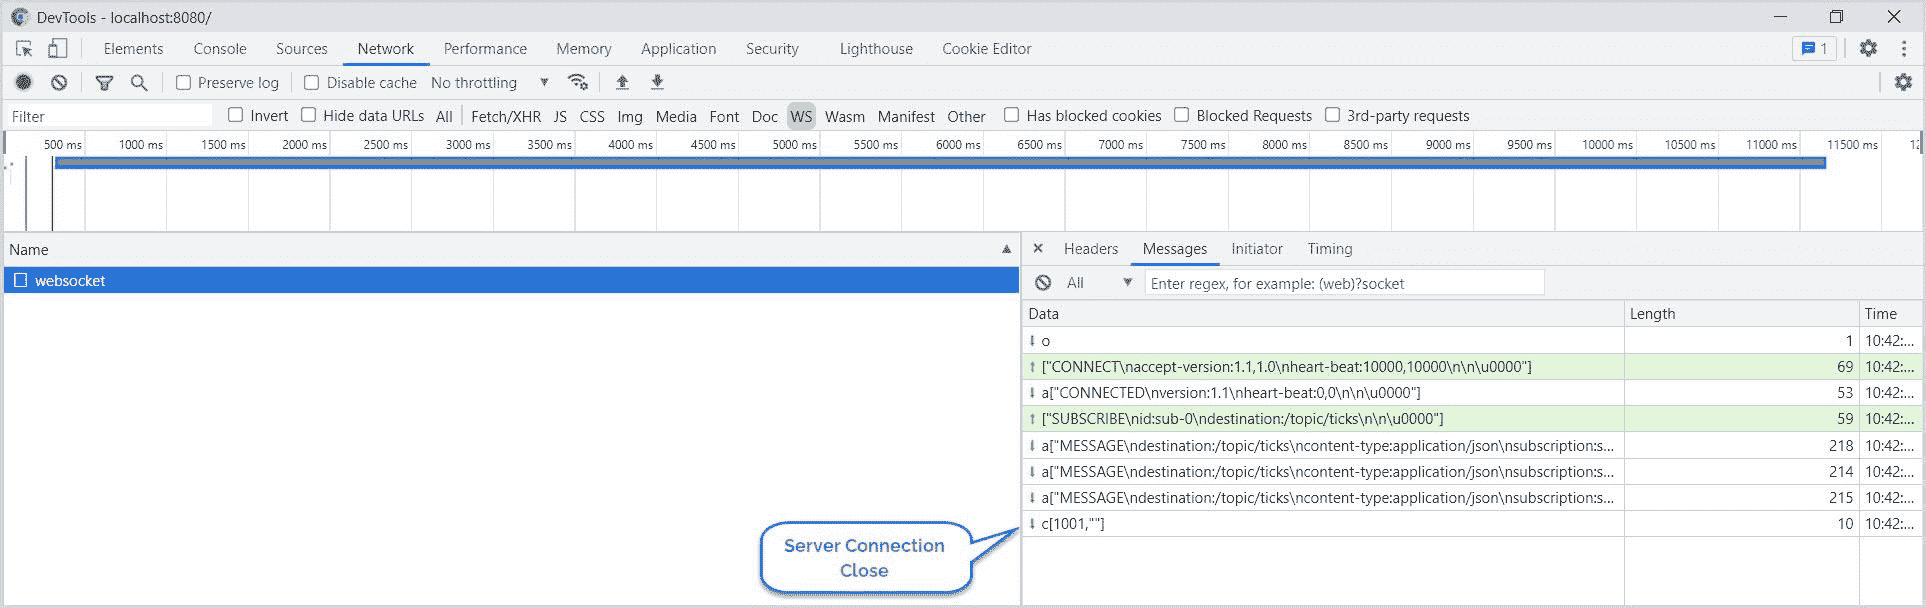 DevTools - localhost:8080/
Elements Console Sources Network Performance Memory Application Security Lighthouse Cookie Editor 1
Preserve log Disable cache No throttling
Filter Invert Hide data URLs All Fetch/XHR JS CSS Img Media Font Doc WS Wasm Manifest Other Has blocked cookies Blocked Requests 3rd-party requests
500 ms 1000 ms 1500 ms 2000 ms 2500 ms 3000 ms 3500 ms 4000 ms 4500 ms 5000 ms 5500 ms 6000 ms 6500 ms 7000 ms 7500 ms 8000 ms 8500 ms 9000 ms 9500 ms 10000 ms 10500 ms 11000 ms 11500 ms
Name
websocket
Headers Messages Initiator Timing
All Enter regex, for example: (web)?socket
Data Length Time
o 1 10:42:...
["CONNECT\naccept-version:1.1,1.0\nheart-beat:10000,10000\n\n\u0000"] 69 10:42:...
a["CONNECTED\nversion:1.1\nheart-beat:0,0\n\n\u0000"] 53 10:42:...
["SUBSCRIBE\nid:sub-0\ndestination:/topic/ticks\n\n\u0000"] 59 10:42:...
a["MESSAGE\ndestination:/topic/ticks\ncontent-type:application/json\nsubscription:s... 218 10:42:...
a["MESSAGE\ndestination:/topic/ticks\ncontent-type:application/json\nsubscription:s... 214 10:42:...
a["MESSAGE\ndestination:/topic/ticks\ncontent-type:application/json\nsubscription:s... 215 10:42:...
c[1001,""] 10 10:42:...
Server Connection
Close